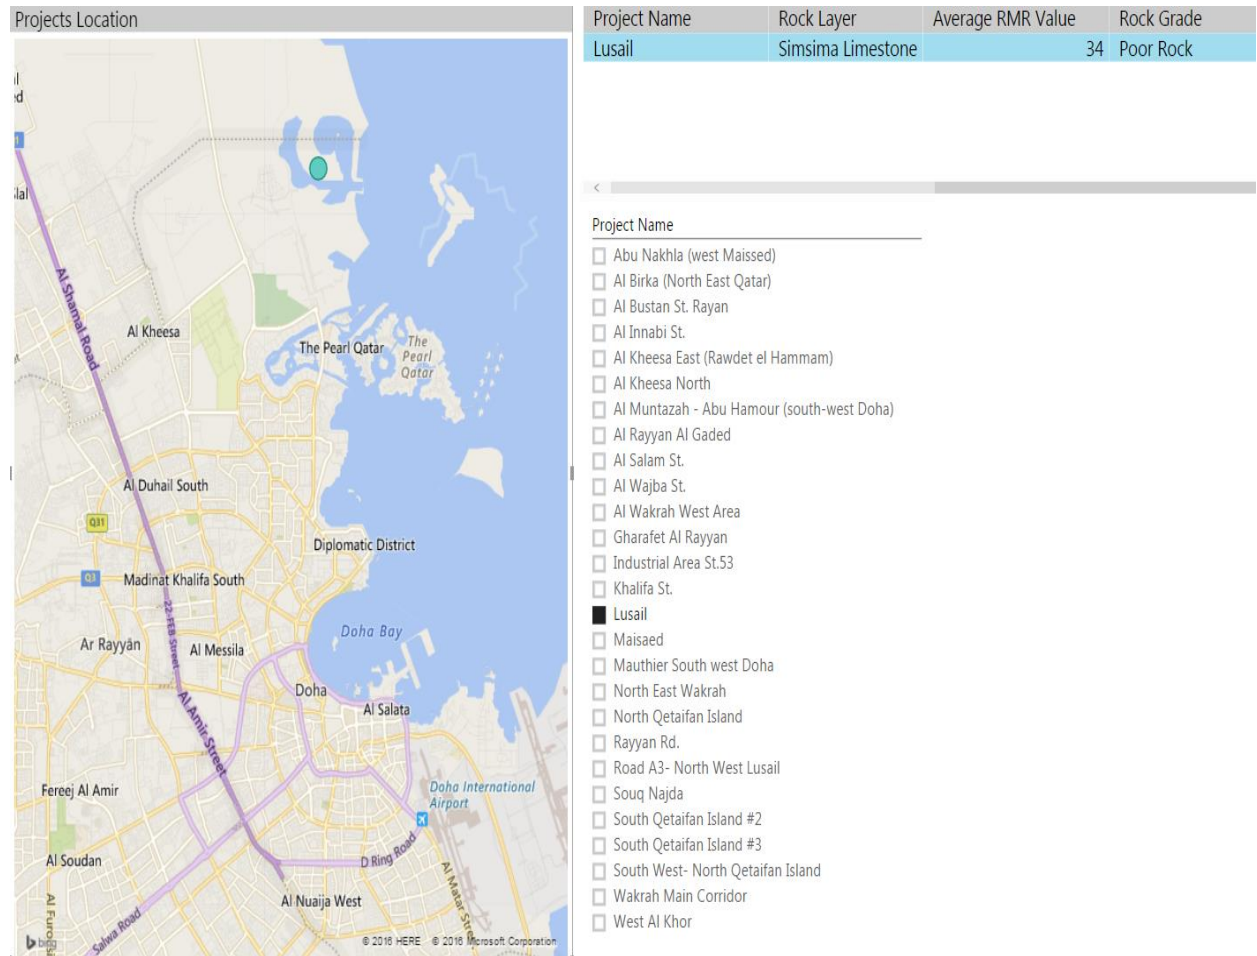 Projects Location
Project Name Rock Layer Average RMR Value Rock Grade
Lusail Simsima Limestone 34 Poor Rock
Al Shamal Road
Al Kheesa
The Pearl Qatar
The
Pearl
Qatar
Al Duhail South
Q31
Diplomatic District
Q3
Madinat Khalifa South
22-FEB-Street
Doha Bay
Ar Rayyān
Al Messila
Doha
Al Salata
Al Amir Street
Fereej Al Amir
Doha International
Airport
D Ring Road
Al Soudan
Al Matar Street
Al Nuaija West
Salwa Road
bing
© 2016 HERE © 2016 Microsoft Corporation
Project Name
Abu Nakhla (west Maissed)
Al Birka (North East Qatar)
Al Bustan St. Rayan
Al Innabi St.
Al Kheesa East (Rawdet el Hammam)
Al Kheesa North
Al Muntazah - Abu Hamour (south-west Doha)
Al Rayyan Al Gaded
Al Salam St.
Al Wajba St.
Al Wakrah West Area
Gharafet Al Rayyan
Industrial Area St.53
Khalifa St.
Lusail
Maisaed
Mauthier South west Doha
North East Wakrah
North Qetaifan Island
Rayyan Rd.
Road A3- North West Lusail
Souq Najda
South Qetaifan Island #2
South Qetaifan Island #3
South West- North Qetaifan Island
Wakrah Main Corridor
West Al Khor